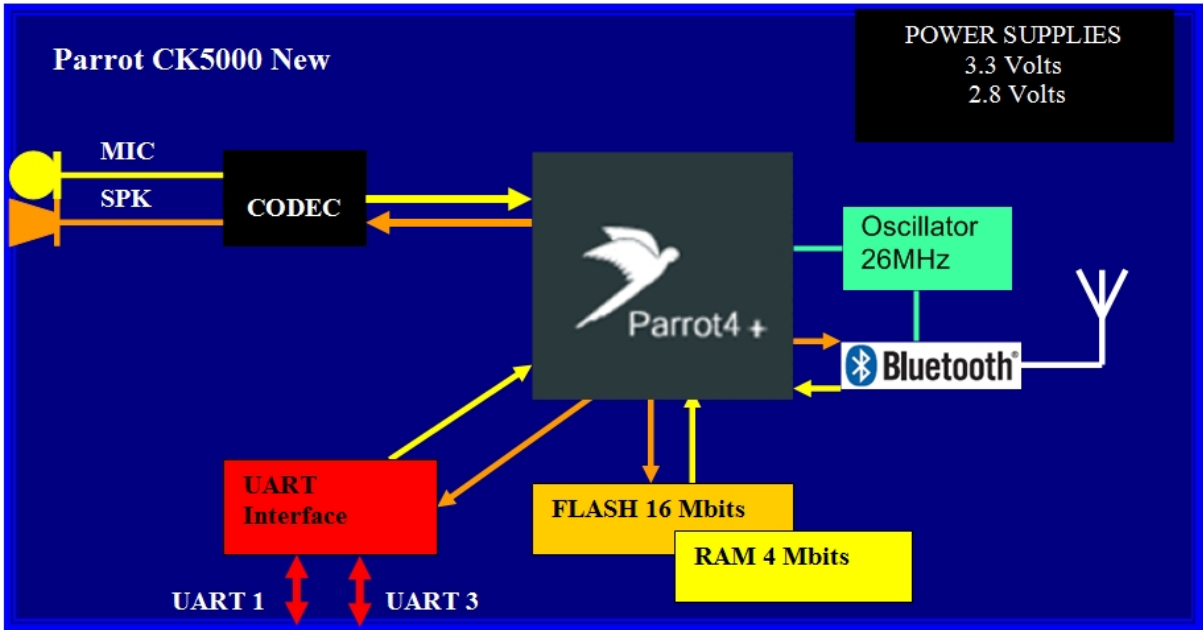 Parrot CK5000 New
POWER SUPPLIES
3.3 Volts
2.8 Volts
MIC
SPK
CODEC
Parrot4 +
Oscillator
26MHz
Bluetooth®
UART
Interface
FLASH 16 Mbits
RAM 4 Mbits
UART 1
UART 3